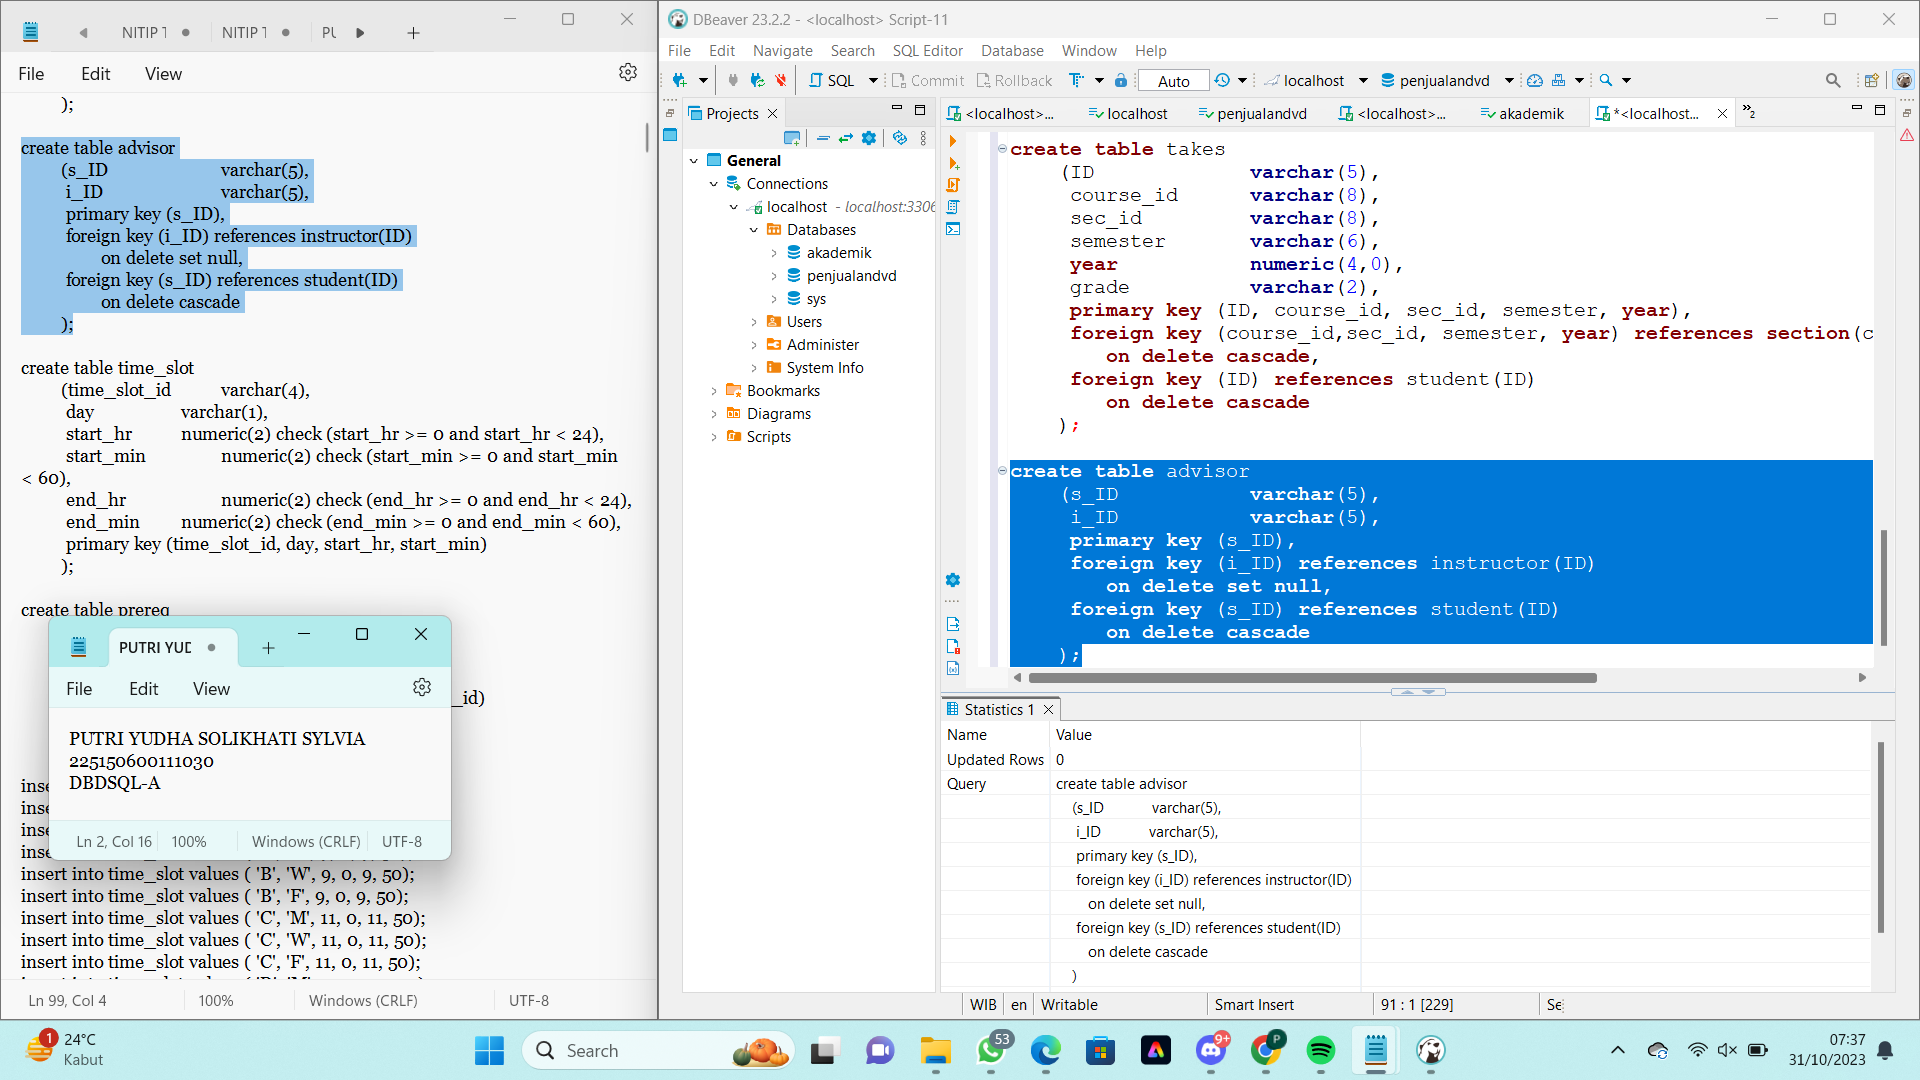 NITIP T
NITIP T
PU
File
Edit
View
);
create table advisor
(s_ID varchar(5),
i_ID varchar(5),
primary key (s_ID),
foreign key (i_ID) references instructor(ID)
on delete set null,
foreign key (s_ID) references student(ID)
on delete cascade
);
create table time_slot
(time_slot_id varchar(4),
day varchar(1),
start_hr numeric(2) check (start_hr >= 0 and start_hr < 24),
start_min numeric(2) check (start_min >= 0 and start_min
< 60),
end_hr numeric(2) check (end_hr >= 0 and end_hr < 24),
end_min numeric(2) check (end_min >= 0 and end_min < 60),
primary key (time_slot_id, day, start_hr, start_min)
);
create table prereq
_id)
PUTRI YUD
File
Edit
View
PUTRI YUDHA SOLIKHATI SYLVIA
225150600111030
DBDSQL-A
Ln 2, Col 16
100%
Windows (CRLF)
UTF-8
insert into time_slot values ( 'B', 'W', 9, 0, 9, 50);
insert into time_slot values ( 'B', 'F', 9, 0, 9, 50);
insert into time_slot values ( 'C', 'M', 11, 0, 11, 50);
insert into time_slot values ( 'C', 'W', 11, 0, 11, 50);
insert into time_slot values ( 'C', 'F', 11, 0, 11, 50);
Ln 99, Col 4
100%
Windows (CRLF)
UTF-8
DBeaver 23.2.2 - <localhost> Script-11
File Edit Navigate Search SQL Editor Database Window Help
SQL
Commit
Rollback
Auto
localhost
penjualandvd
Projects
General
Connections
localhost - localhost:3306
Databases
akademik
penjualandvd
sys
Users
Administer
System Info
Bookmarks
Diagrams
Scripts
<localhost>...
localhost
penjualandvd
<localhost>...
akademik
*<localhost...
»2
create table takes
(ID varchar(5),
course_id varchar(8),
sec_id varchar(8),
semester varchar(6),
year numeric(4,0),
grade varchar(2),
primary key (ID, course_id, sec_id, semester, year),
foreign key (course_id,sec_id, semester, year) references section(c
on delete cascade,
foreign key (ID) references student(ID)
on delete cascade
);
create table advisor
(s_ID varchar(5),
i_ID varchar(5),
primary key (s_ID),
foreign key (i_ID) references instructor(ID)
on delete set null,
foreign key (s_ID) references student(ID)
on delete cascade
);
Statistics 1
Name Value
Updated Rows 0
Query create table advisor
(s_ID varchar(5),
i_ID varchar(5),
primary key (s_ID),
foreign key (i_ID) references instructor(ID)
on delete set null,
foreign key (s_ID) references student(ID)
on delete cascade
)
WIB
en
Writable
Smart Insert
91 : 1 [229]
Se
1
24°C
Kabut
Search
53
9+
P
07:37
31/10/2023